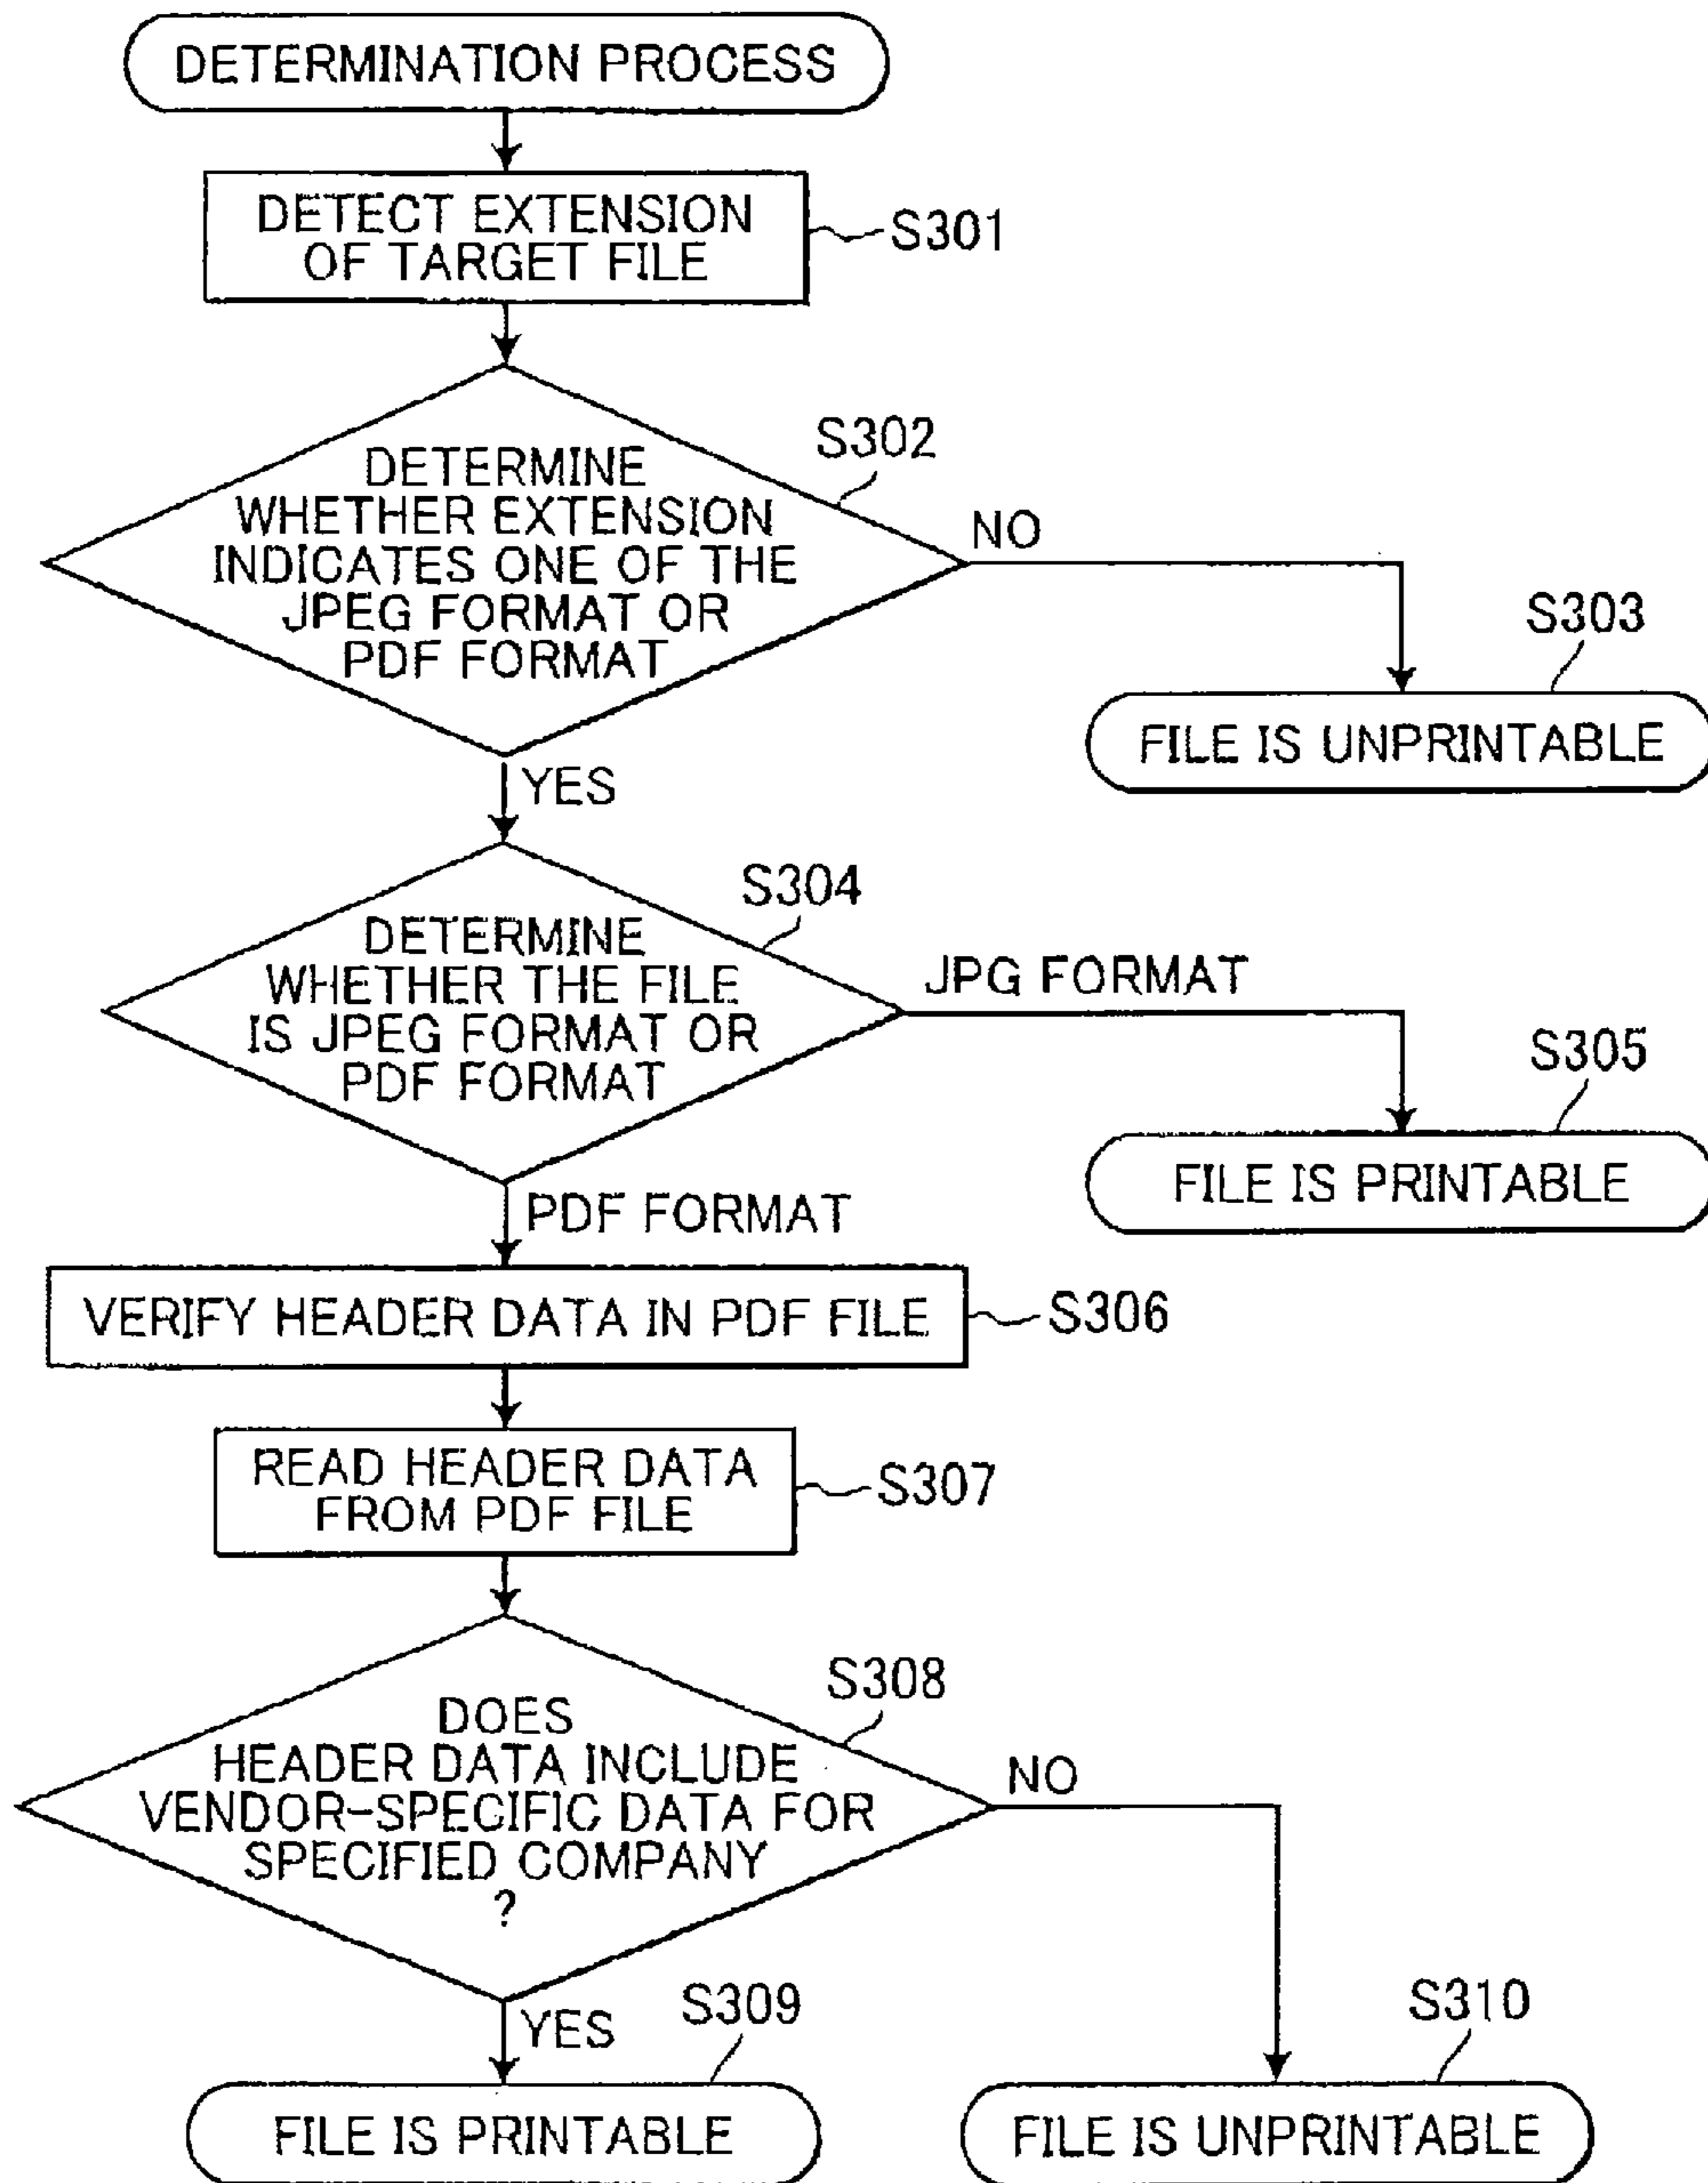 DETERMINATION PROCESS
DETECT EXTENSION
OF TARGET FILE
S301
S302
DETERMINE
WHETHER EXTENSION
INDICATES ONE OF THE
JPEG FORMAT OR
PDF FORMAT
NO
S303
FILE IS UNPRINTABLE
YES
S304
DETERMINE
WHETHER THE FILE
IS JPEG FORMAT OR
PDF FORMAT
JPG FORMAT
S305
FILE IS PRINTABLE
PDF FORMAT
VERIFY HEADER DATA IN PDF FILE
S306
READ HEADER DATA
FROM PDF FILE
S307
S308
DOES
HEADER DATA INCLUDE
VENDOR-SPECIFIC DATA FOR
SPECIFIED COMPANY
?
NO
YES
S309
FILE IS PRINTABLE
S310
FILE IS UNPRINTABLE